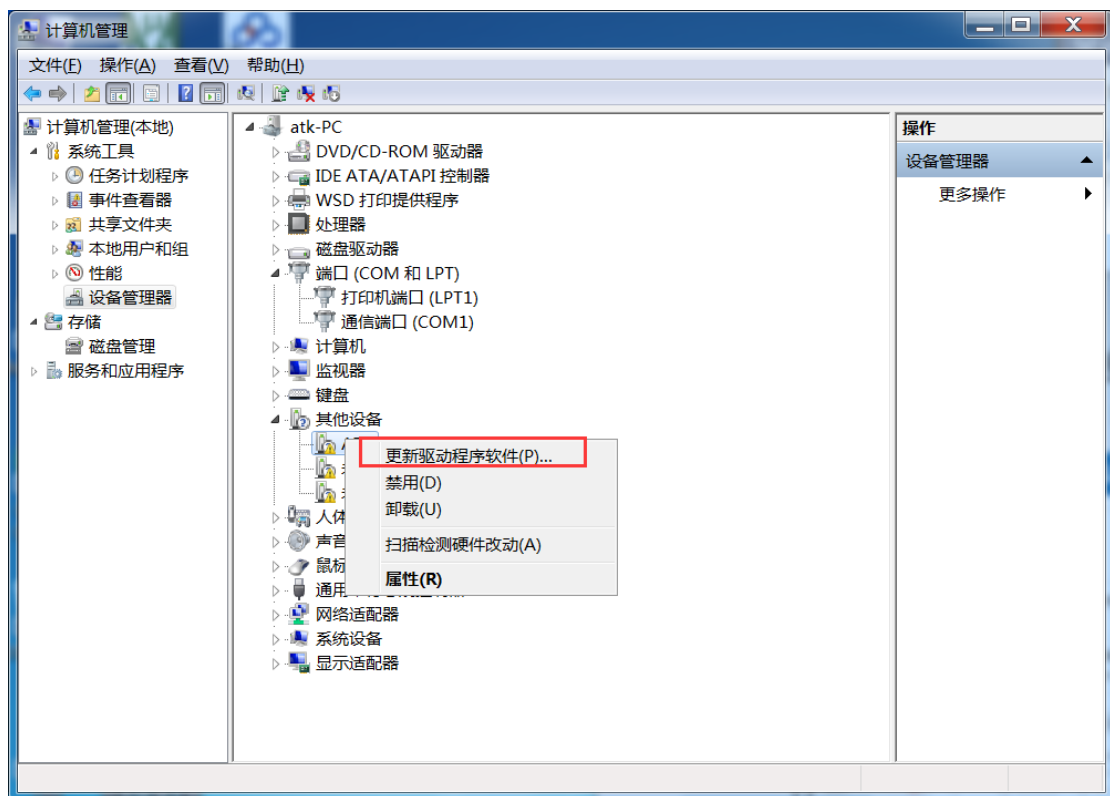 计算机管理
文件(F) 操作(A) 查看(V) 帮助(H)
计算机管理(本地)
系统工具
任务计划程序
事件查看器
共享文件夹
本地用户和组
性能
设备管理器
存储
磁盘管理
服务和应用程序
atk-PC
DVD/CD-ROM 驱动器
IDE ATA/ATAPI 控制器
WSD 打印提供程序
处理器
磁盘驱动器
端口 (COM 和 LPT)
打印机端口 (LPT1)
通信端口 (COM1)
计算机
监视器
键盘
其他设备
人体
声音
鼠标
通用
网络适配器
系统设备
显示适配器
更新驱动程序软件(P)...
禁用(D)
卸载(U)
扫描检测硬件改动(A)
属性(R)
操作
设备管理器
更多操作